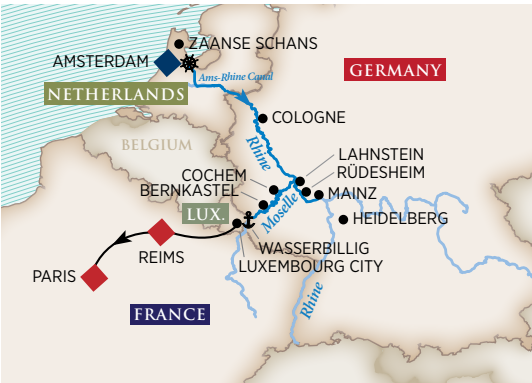 ZAANSE SCHANS
AMSTERDAM
GERMANY
Ams-Rhine Canal
NETHERLANDS
COLOGNE
BELGIUM
Rhine
LAHNSTEIN
COCHEM
RÜDESHEIM
BERNKASTEL
MAINZ
LUX.
Moselle
HEIDELBERG
WASSERBILLIG
REIMS
LUXEMBOURG CITY
PARIS
Rhine
FRANCE